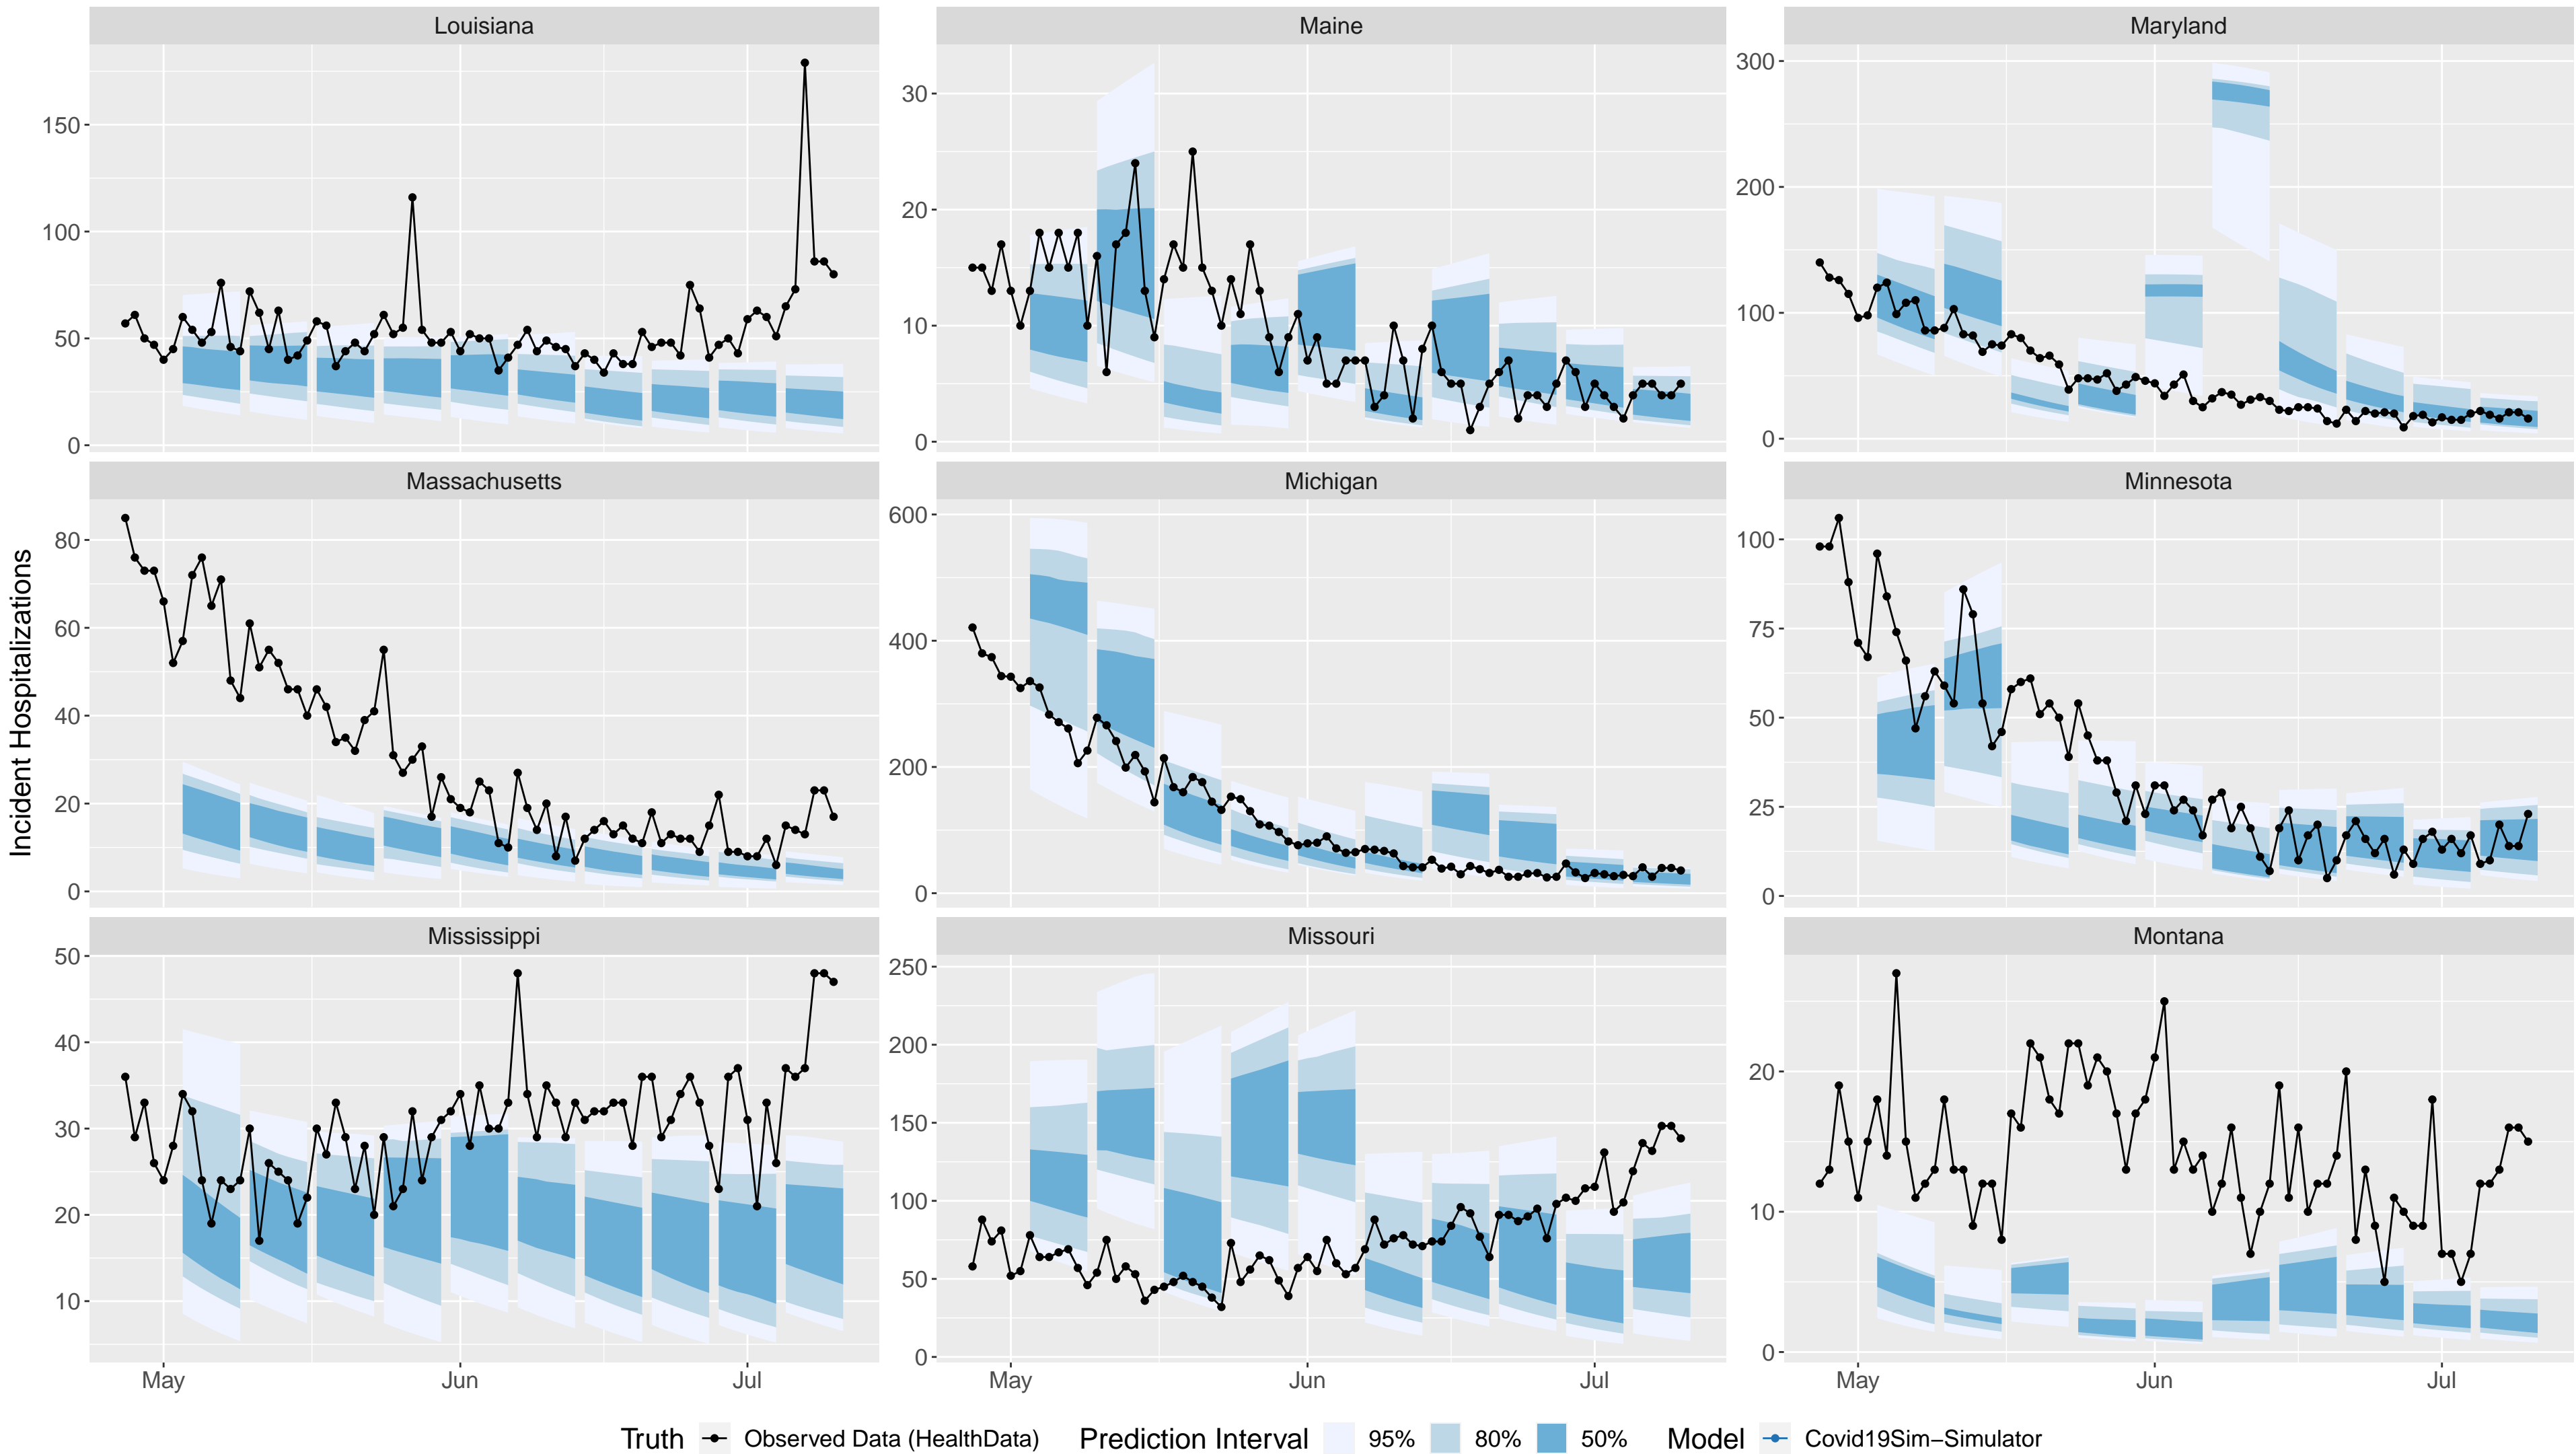 Louisiana
Maine
Maryland
150
100
50
0
30
20
10
0
300
200
100
0
Massachusetts
Michigan
Minnesota
Incident Hospitalizations
80
60
40
20
0
600
400
200
0
100
75
50
25
0
Mississippi
Missouri
Montana
50
40
30
20
10
250
200
150
100
50
0
20
10
0
May Jun Jul
May Jun Jul
May Jun Jul
Truth Observed Data (HealthData) Prediction Interval 95% 80% 50% Model Covid19Sim−Simulator